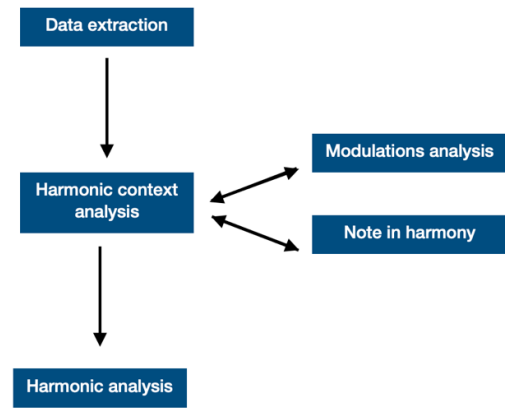 Data extraction
Modulations analysis
Harmonic context
analysis
Note in harmony
Harmonic analysis